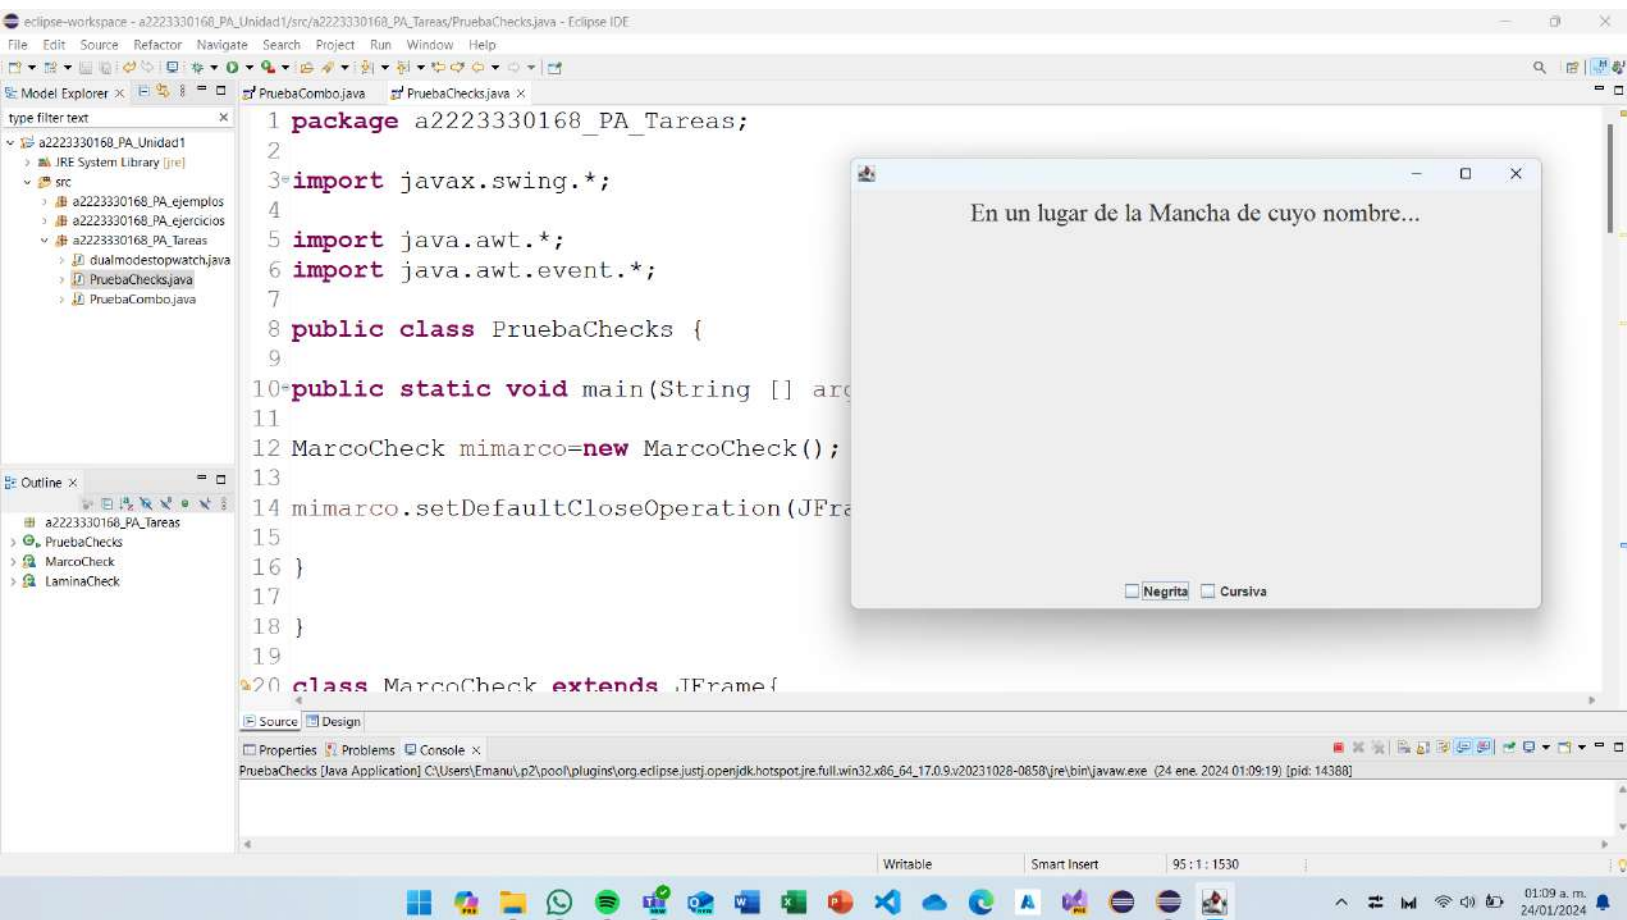 eclipse-workspace - a2223330168_PA_Unidad1/src/a2223330168_PA_Tareas/PruebaChecks.java - Eclipse IDE
File Edit Source Refactor Navigate Search Project Run Window Help
Model Explorer
PruebaCombo.java PruebaChecks.java
type filter text
a2223330168_PA_Unidad1
JRE System Library [jre]
src
a2223330168_PA_ejemplos
a2223330168_PA_ejercicios
a2223330168_PA_Tareas
dualmodestopwatch.java
PruebaChecks.java
PruebaCombo.java
Outline
a2223330168_PA_Tareas
PruebaChecks
MarcoCheck
LaminaCheck
1 package a2223330168_PA_Tareas;
2
3 import javax.swing.*;
4
5 import java.awt.*;
6 import java.awt.event.*;
7
8 public class PruebaChecks {
9
10 public static void main(String [] arg
11
12 MarcoCheck mimarco=new MarcoCheck();
13
14 mimarco.setDefaultCloseOperation(JFra
15
16 }
17
18 }
19
20 class MarcoCheck extends JFrame{
En un lugar de la Mancha de cuyo nombre...
Negrita Cursiva
Source Design
Properties Problems Console
PruebaChecks [Java Application] C:\Users\Emanu\.p2\pool\plugins\org.eclipse.justj.openjdk.hotspot.jre.full.win32.x86_64_17.0.9.v20231028-0858\jre\bin\javaw.exe (24 ene. 2024 01:09:19) [pid: 14388]
Writable Smart Insert 95 : 1 : 1530
01:09 a. m.
24/01/2024